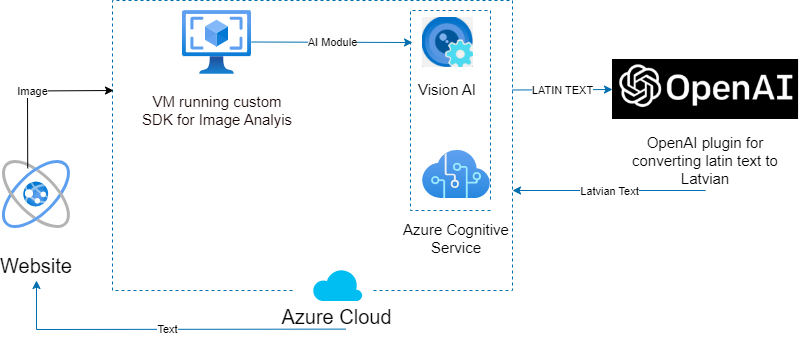 AI Module
VM running custom
SDK for Image Analyis
Vision AI
Image
LATIN TEXT
OpenAI
OpenAI plugin for
converting latin text to
Latvian
Latvian Text
Azure Cognitive
Service
Website
Azure Cloud
Text